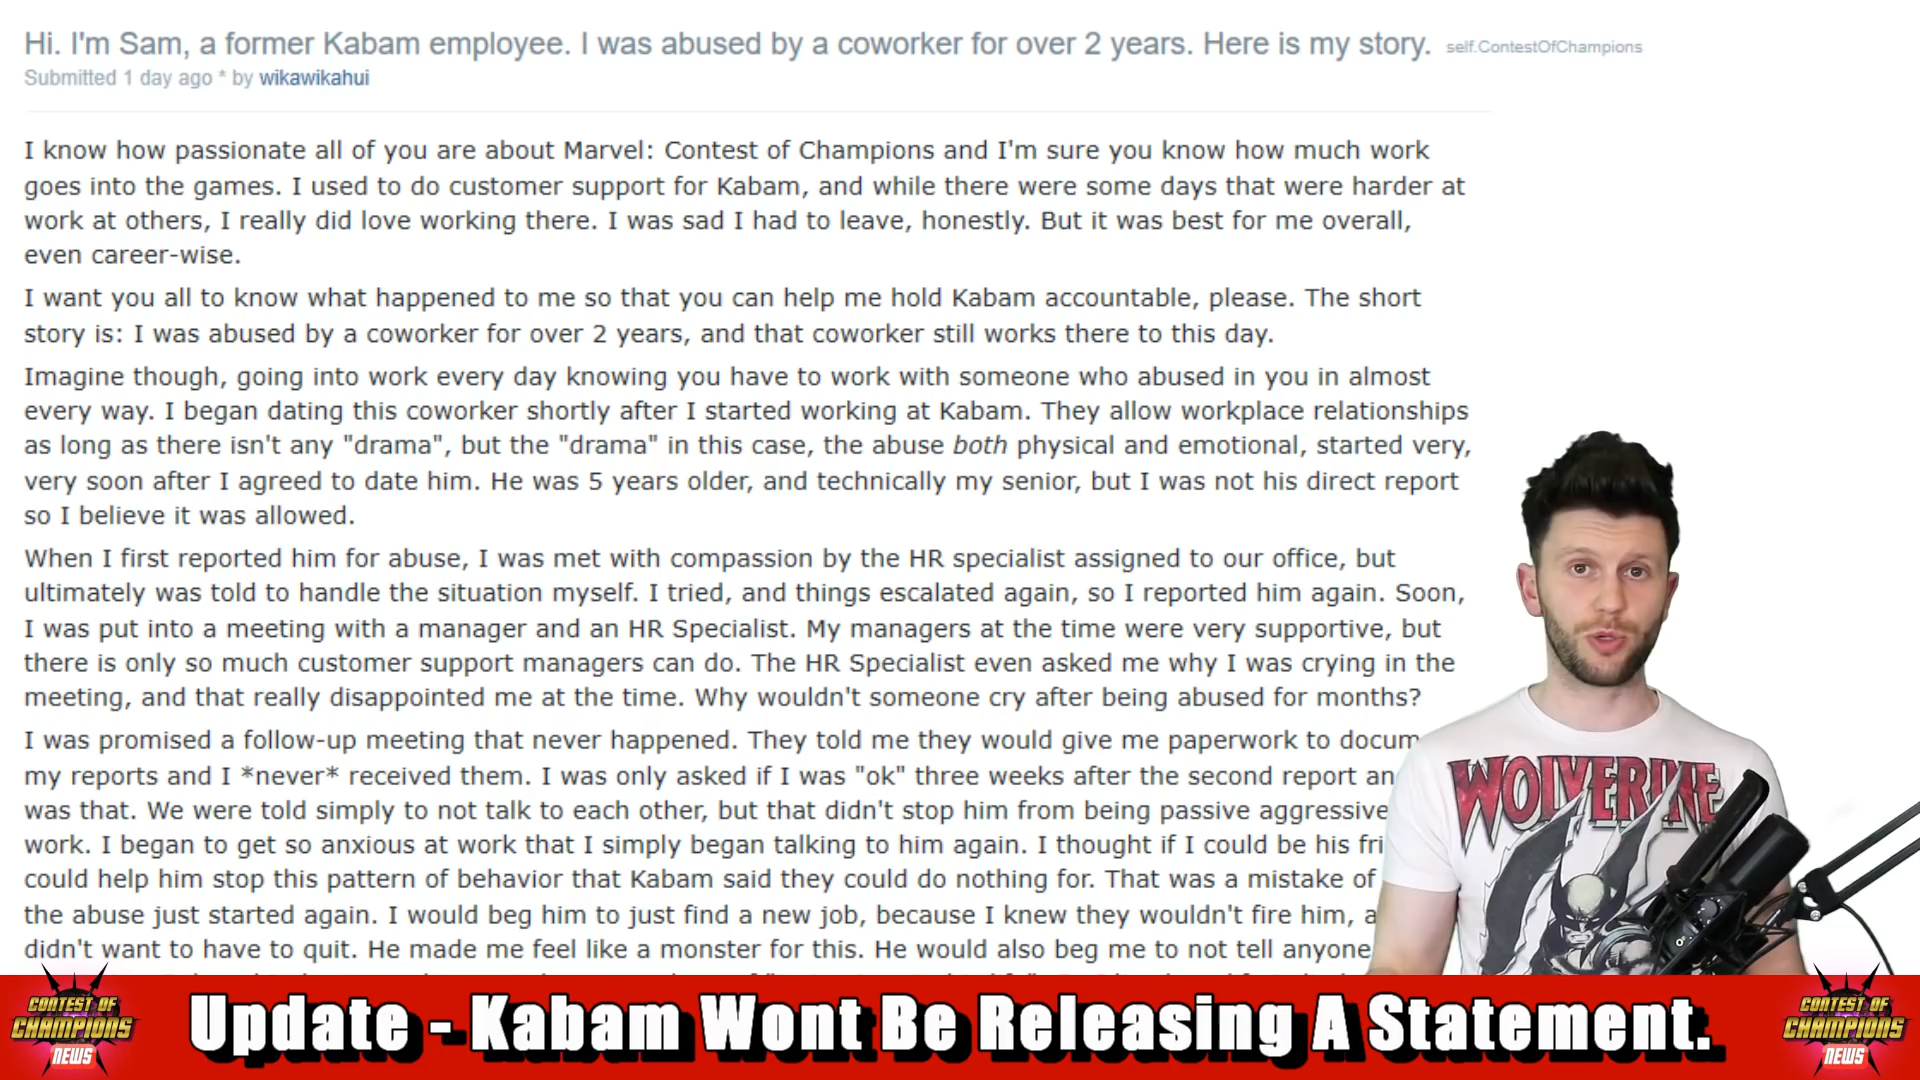 Hi. I'm Sam, a former Kabam employee. I was abused by a coworker for over 2 years. Here is my story. self.ContestOfChampions
Submitted 1 day ago * by wikawikahui
I know how passionate all of you are about Marvel: Contest of Champions and I'm sure you know how much work
goes into the games. I used to do customer support for Kabam, and while there were some days that were harder at
work at others, I really did love working there. I was sad I had to leave, honestly. But it was best for me overall,
even career-wise.
I want you all to know what happened to me so that you can help me hold Kabam accountable, please. The short
story is: I was abused by a coworker for over 2 years, and that coworker still works there to this day.
Imagine though, going into work every day knowing you have to work with someone who abused in you in almost
every way. I began dating this coworker shortly after I started working at Kabam. They allow workplace relationships
as long as there isn't any "drama", but the "drama" in this case, the abuse both physical and emotional, started very,
very soon after I agreed to date him. He was 5 years older, and technically my senior, but I was not his direct report
so I believe it was allowed.
When I first reported him for abuse, I was met with compassion by the HR specialist assigned to our office, but
ultimately was told to handle the situation myself. I tried, and things escalated again, so I reported him again. Soon,
I was put into a meeting with a manager and an HR Specialist. My managers at the time were very supportive, but
there is only so much customer support managers can do. The HR Specialist even asked me why I was crying in the
meeting, and that really disappointed me at the time. Why wouldn't someone cry after being abused for months?
I was promised a follow-up meeting that never happened. They told me they would give me paperwork to docum
my reports and I *never* received them. I was only asked if I was "ok" three weeks after the second report an
was that. We were told simply to not talk to each other, but that didn't stop him from being passive aggressive
work. I began to get so anxious at work that I simply began talking to him again. I thought if I could be his fri
could help him stop this pattern of behavior that Kabam said they could do nothing for. That was a mistake of
the abuse just started again. I would beg him to just find a new job, because I knew they wouldn't fire him, a
didn't want to have to quit. He made me feel like a monster for this. He would also beg me to not tell anyone
WOLVERINE
CONTEST OF
CHAMPIONS
NEWS
Update - Kabam Wont Be Releasing A Statement.
CONTEST OF
CHAMPIONS
NEWS